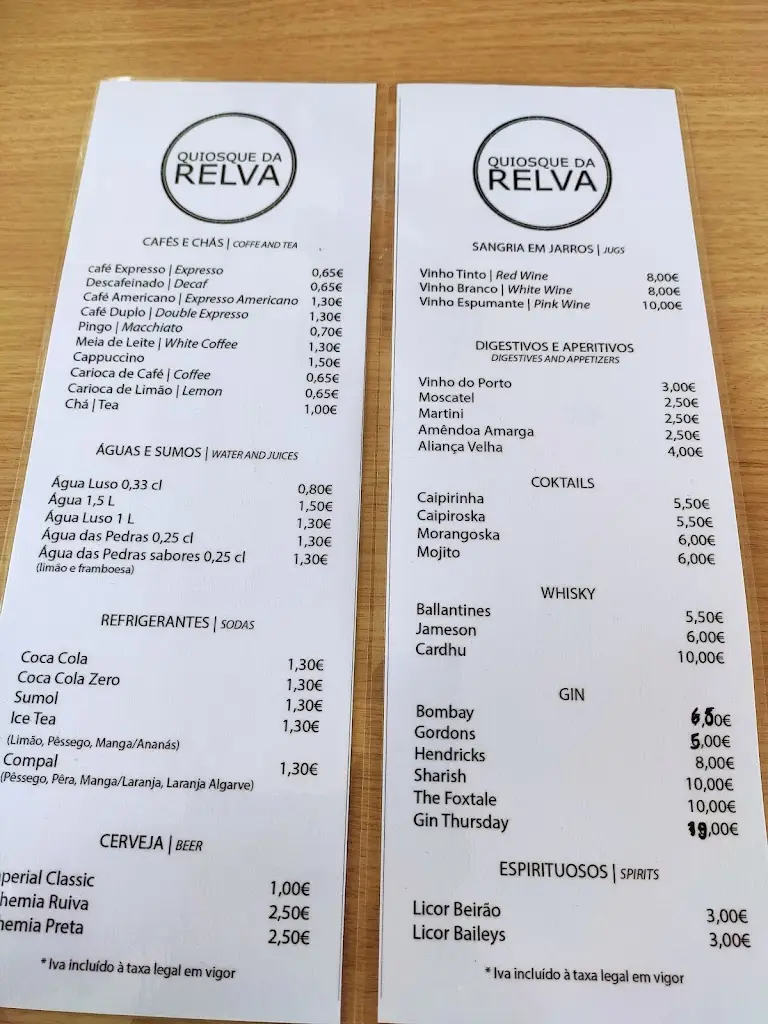 QUIOSQUE DA
RELVA
CAFÉS E CHÁS | COFFE AND TEA
café Expresso | Expresso 0,65€
Descafeinado | Decaf 0,65€
Café Americano | Expresso Americano 1,30€
Café Duplo | Double Expresso 1,30€
Pingo | Macchiato 0,70€
Meia de Leite | White Coffee 1,30€
Cappuccino 1,50€
Carioca de Café | Coffee 0,65€
Carioca de Limão | Lemon 0,65€
Chá | Tea 1,00€
ÁGUAS E SUMOS | WATER AND JUICES
Água Luso 0,33 cl 0,80€
Água 1,5 L 1,50€
Água Luso 1 L 1,30€
Água das Pedras 0,25 cl 1,30€
Água das Pedras sabores 0,25 cl 1,30€
(limão e framboesa)
REFRIGERANTES | SODAS
Coca Cola 1,30€
Coca Cola Zero 1,30€
Sumol 1,30€
Ice Tea 1,30€
(Limão, Pêssego, Manga/Ananás)
Compal 1,30€
(Pêssego, Pêra, Manga/Laranja, Laranja Algarve)
CERVEJA | BEER
perial Classic 1,00€
hemia Ruiva 2,50€
hemia Preta 2,50€
* Iva incluído à taxa legal em vigor
QUIOSQUE DA
RELVA
SANGRIA EM JARROS | JUGS
Vinho Tinto | Red Wine 8,00€
Vinho Branco | White Wine 8,00€
Vinho Espumante | Pink Wine 10,00€
DIGESTIVOS E APERITIVOS
DIGESTIVES AND APPETIZERS
Vinho do Porto 3,00€
Moscatel 2,50€
Martini 2,50€
Amêndoa Amarga 2,50€
Aliança Velha 4,00€
COKTAILS
Caipirinha 5,50€
Caipiroska 5,50€
Morangoska 6,00€
Mojito 6,00€
WHISKY
Ballantines 5,50€
Jameson 6,00€
Cardhu 10,00€
GIN
Bombay
Gordons 5,00€
Hendricks 8,00€
Sharish 10,00€
The Foxtale 10,00€
Gin Thursday
ESPIRITUOSOS | SPIRITS
Licor Beirão 3,00€
Licor Baileys 3,00€
* Iva incluído à taxa legal em vigor